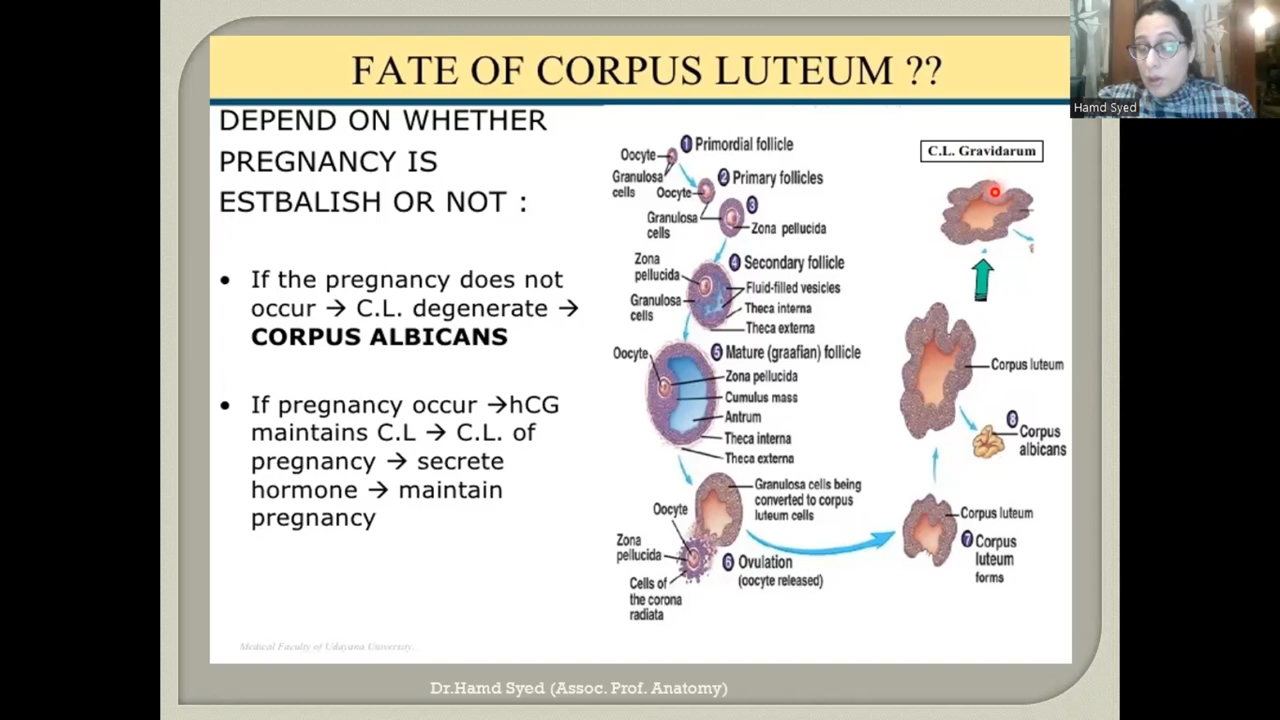 FATE OF CORPUS LUTEUM ??
DEPEND ON WHETHER
PREGNANCY IS
ESTBALISH OR NOT :
• If the pregnancy does not
occur → C.L. degenerate →
CORPUS ALBICANS
• If pregnancy occur →hCG
maintains C.L → C.L. of
pregnancy → secrete
hormone → maintain
pregnancy
1 Primordial follicle
Oocyte
Granulosa
cells
2 Primary follicles
Oocyte
3
Granulosa
cells
Zona pellucida
Zona
pellucida
4 Secondary follicle
Fluid-filled vesicles
Granulosa
cells
Theca interna
Theca externa
Oocyte
5 Mature (graafian) follicle
Zona pellucida
Cumulus mass
Antrum
Theca interna
Theca externa
Granulosa cells being
converted to corpus
luteum cells
Oocyte
Zona
pellucida
6 Ovulation
(oocyte released)
Cells of
the corona
radiata
C.L. Gravidarum
Corpus luteum
8 Corpus
albicans
Corpus luteum
7 Corpus
luteum
forms
Medical Faculty of Udayana University.
Dr.Hamd Syed (Assoc. Prof. Anatomy)
Hamd Syed